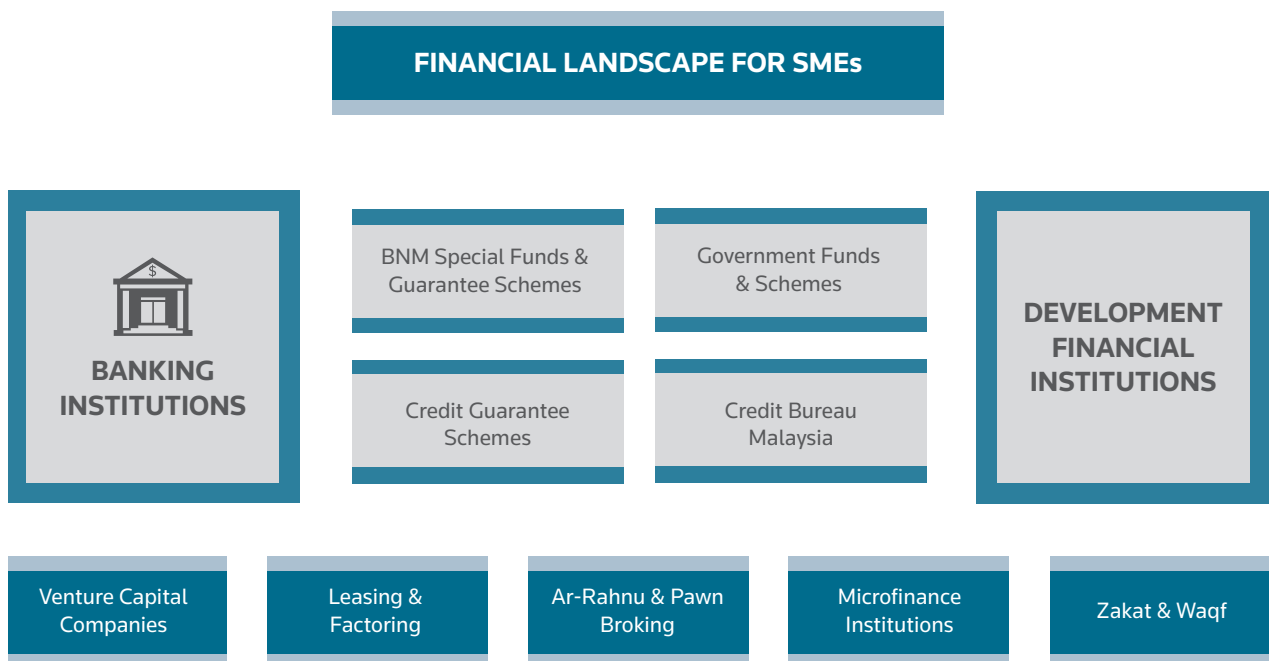 FINANCIAL LANDSCAPE FOR SMEs
$
BANKING
INSTITUTIONS
BNM Special Funds &
Guarantee Schemes
Government Funds
& Schemes
Credit Guarantee
Schemes
Credit Bureau
Malaysia
DEVELOPMENT
FINANCIAL
INSTITUTIONS
Venture Capital
Companies
Leasing &
Factoring
Ar-Rahnu & Pawn
Broking
Microfinance
Institutions
Zakat & Waqf